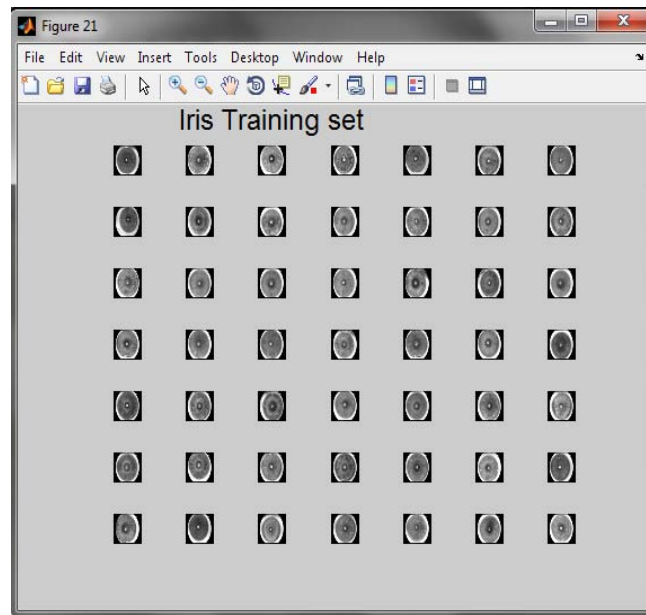 Figure 21
File Edit View Insert Tools Desktop Window Help
Iris Training set